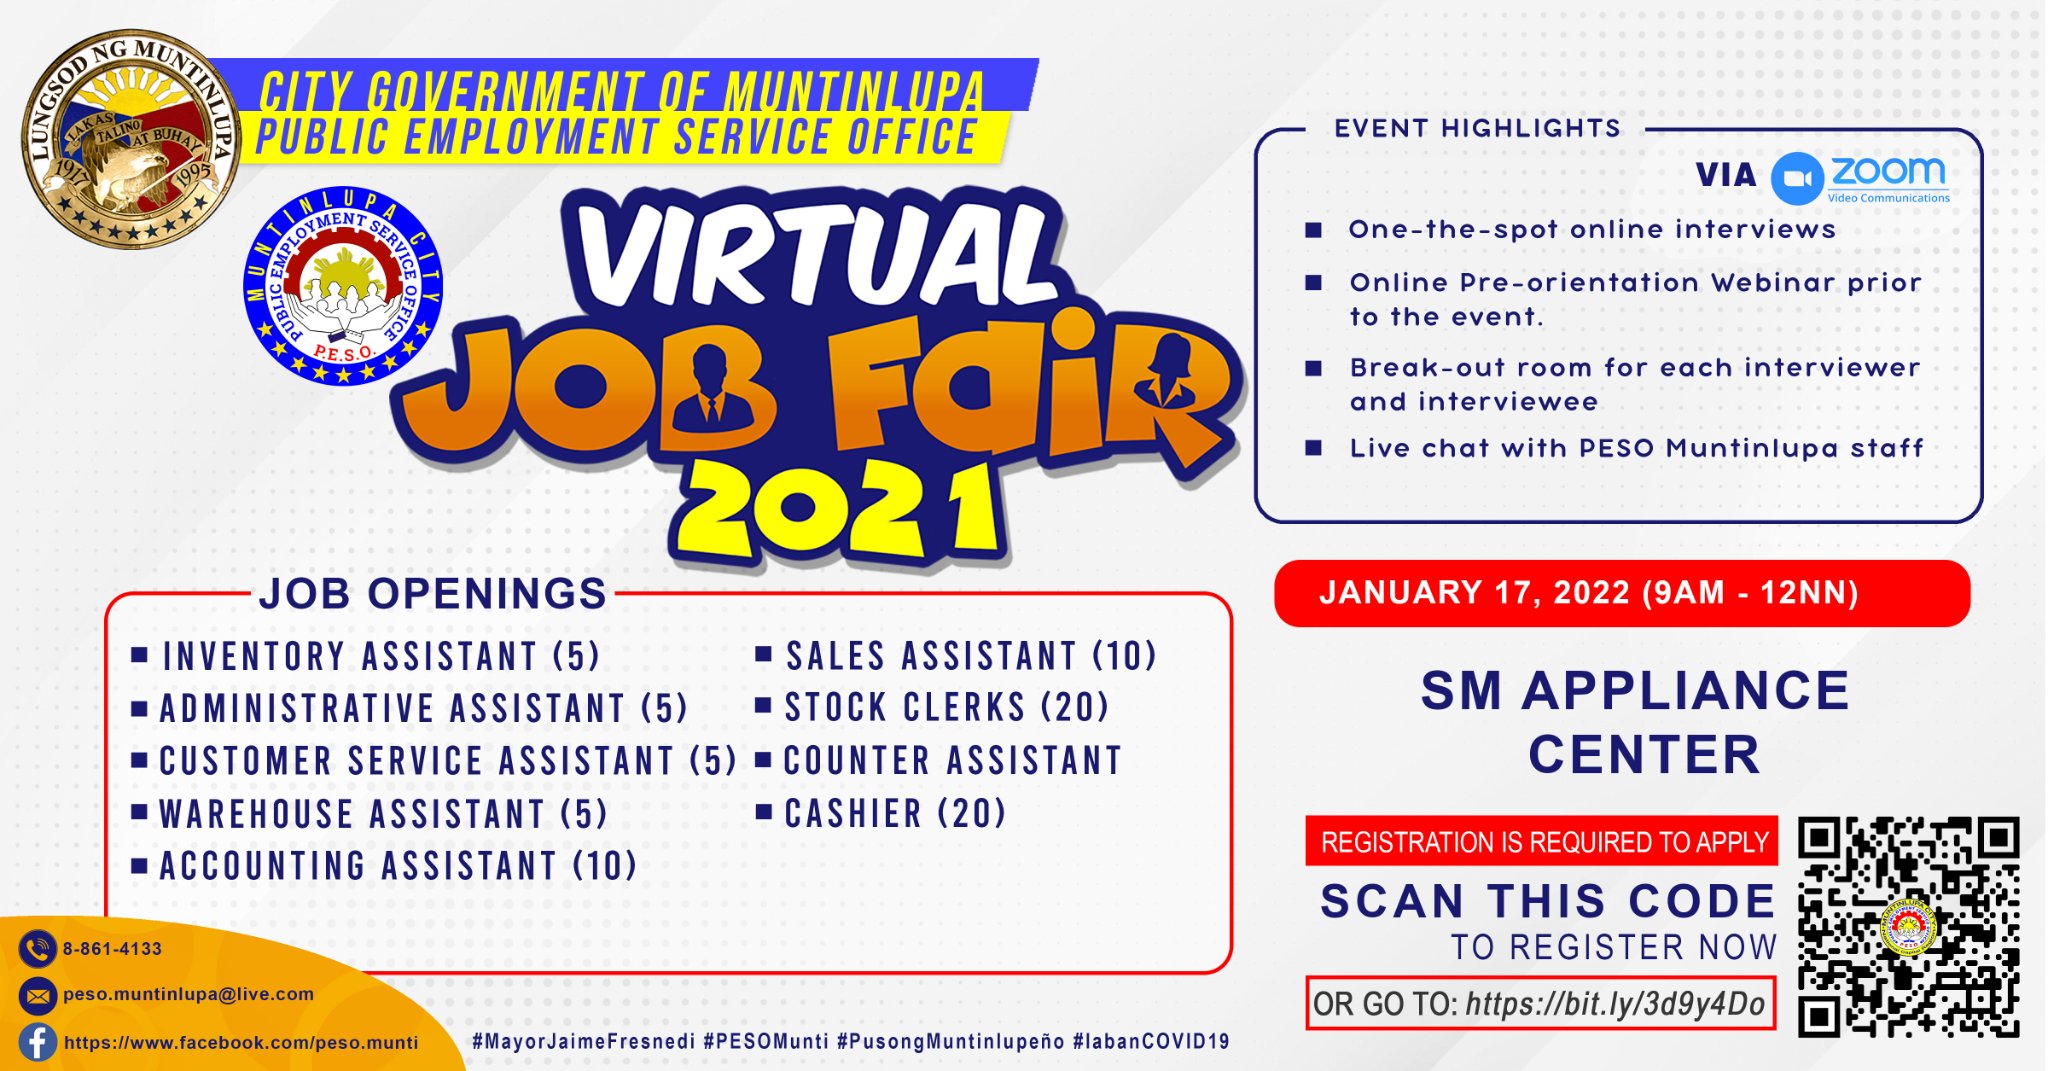 LUNGSOD NG MUNTINLUPA
LAKAS
TALINO
AT BUHAY
1917
1995
CITY GOVERNMENT OF MUNTINLUPA
PUBLIC EMPLOYMENT SERVICE OFFICE
MUNTINLUPA CITY
PUBLIC EMPLOYMENT SERVICE OFFICE
P.E.S.O.
VIRTUAL
JOB FAIR
2021
EVENT HIGHLIGHTS
VIA zoom
Video Communications
■ One-the-spot online interviews
■ Online Pre-orientation Webinar prior
to the event.
■ Break-out room for each interviewer
and interviewee
■ Live chat with PESO Muntinlupa staff
JOB OPENINGS
■ INVENTORY ASSISTANT (5)
■ ADMINISTRATIVE ASSISTANT (5)
■ CUSTOMER SERVICE ASSISTANT (5)
■ WAREHOUSE ASSISTANT (5)
■ ACCOUNTING ASSISTANT (10)
■ SALES ASSISTANT (10)
■ STOCK CLERKS (20)
■ COUNTER ASSISTANT
■ CASHIER (20)
JANUARY 17, 2022 (9AM - 12NN)
SM APPLIANCE
CENTER
REGISTRATION IS REQUIRED TO APPLY
SCAN THIS CODE
TO REGISTER NOW
OR GO TO: https://bit.ly/3d9y4Do
8-861-4133
peso.muntinlupa@live.com
https://www.facebook.com/peso.munti
#MayorJaimeFresnedi #PESOMunti #PusongMuntinlupeño #labanCOVID19